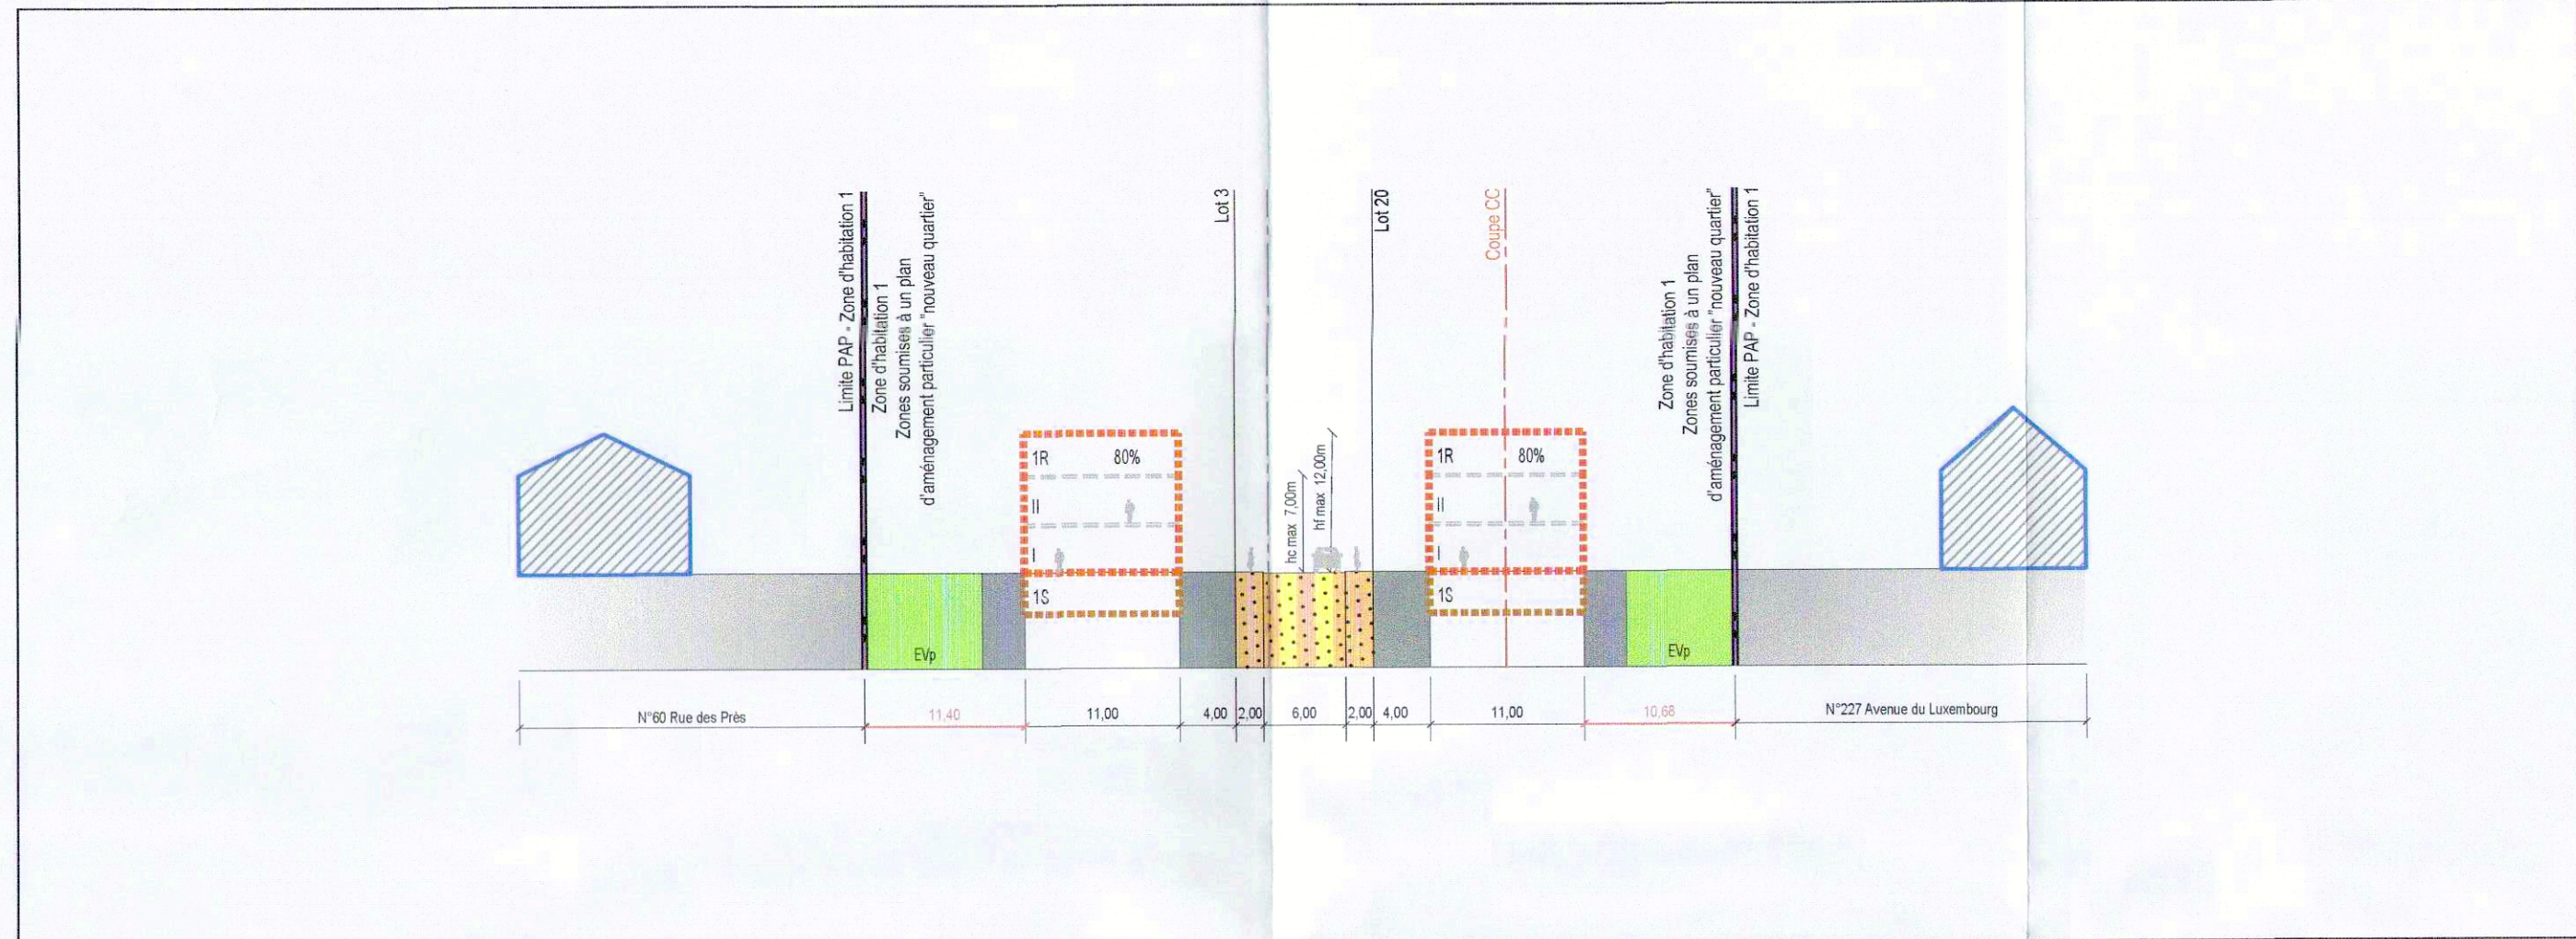 Limite PAP - Zone d'habitation 1
Zone d'habitation 1
Zones soumises à un plan
d'aménagement particulier "nouveau quartier"
Lot 3
Lot 20
Coupe CC
Zone d'habitation 1
Zones soumises à un plan
d'aménagement particulier "nouveau quartier"
Limite PAP - Zone d'habitation 1
1R 80%
II
I
1S
hc max 7,00m
hf max 12,00m
1R 80%
II
I
1S
EVp
EVp
N°60 Rue des Près
11,40
11,00
4,00
2,00
6,00
2,00
4,00
11,00
10,68
N°227 Avenue du Luxembourg